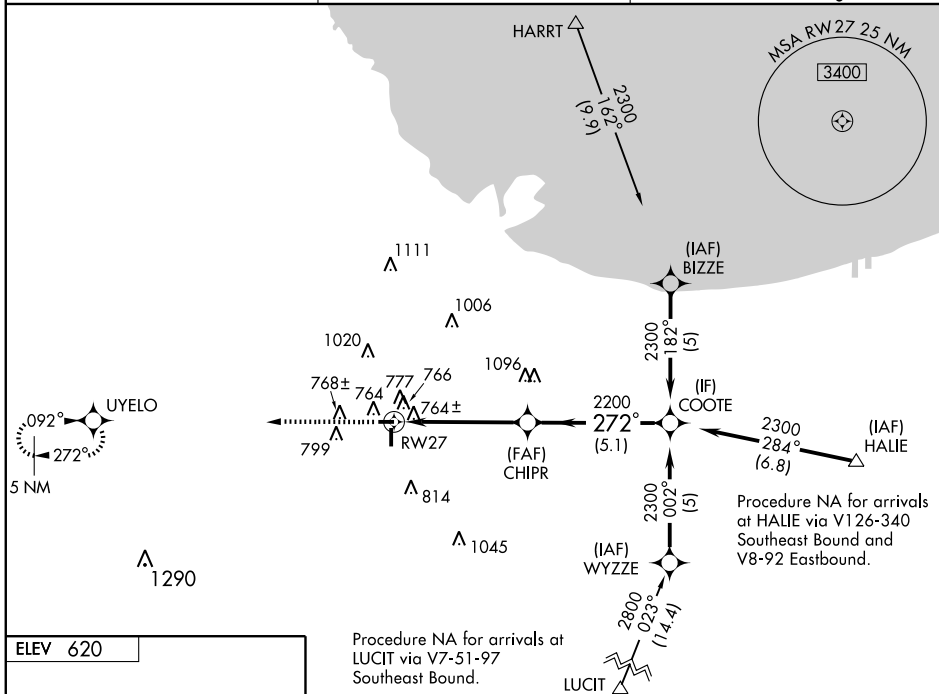 HARRT
2300
162°
(9.9)
MSA RW27 25 NM
3400
(IAF)
BIZZE
2300
182°
(5)
1111
1006
1020
1096
777
766
768±
764
764±
799
RW27
814
1045
1290
092°
UYELO
272°
5 NM
2200
272°
(5.1)
(FAF)
CHIPR
(IF)
COOTE
2300
284°
(6.8)
(IAF)
HALIE
Procedure NA for arrivals
at HALIE via V126-340
Southeast Bound and
V8-92 Eastbound.
2300
002°
(5)
(IAF)
WYZZE
2800
023°
(14.4)
LUCIT
Procedure NA for arrivals at
LUCIT via V7-51-97
Southeast Bound.
ELEV 620